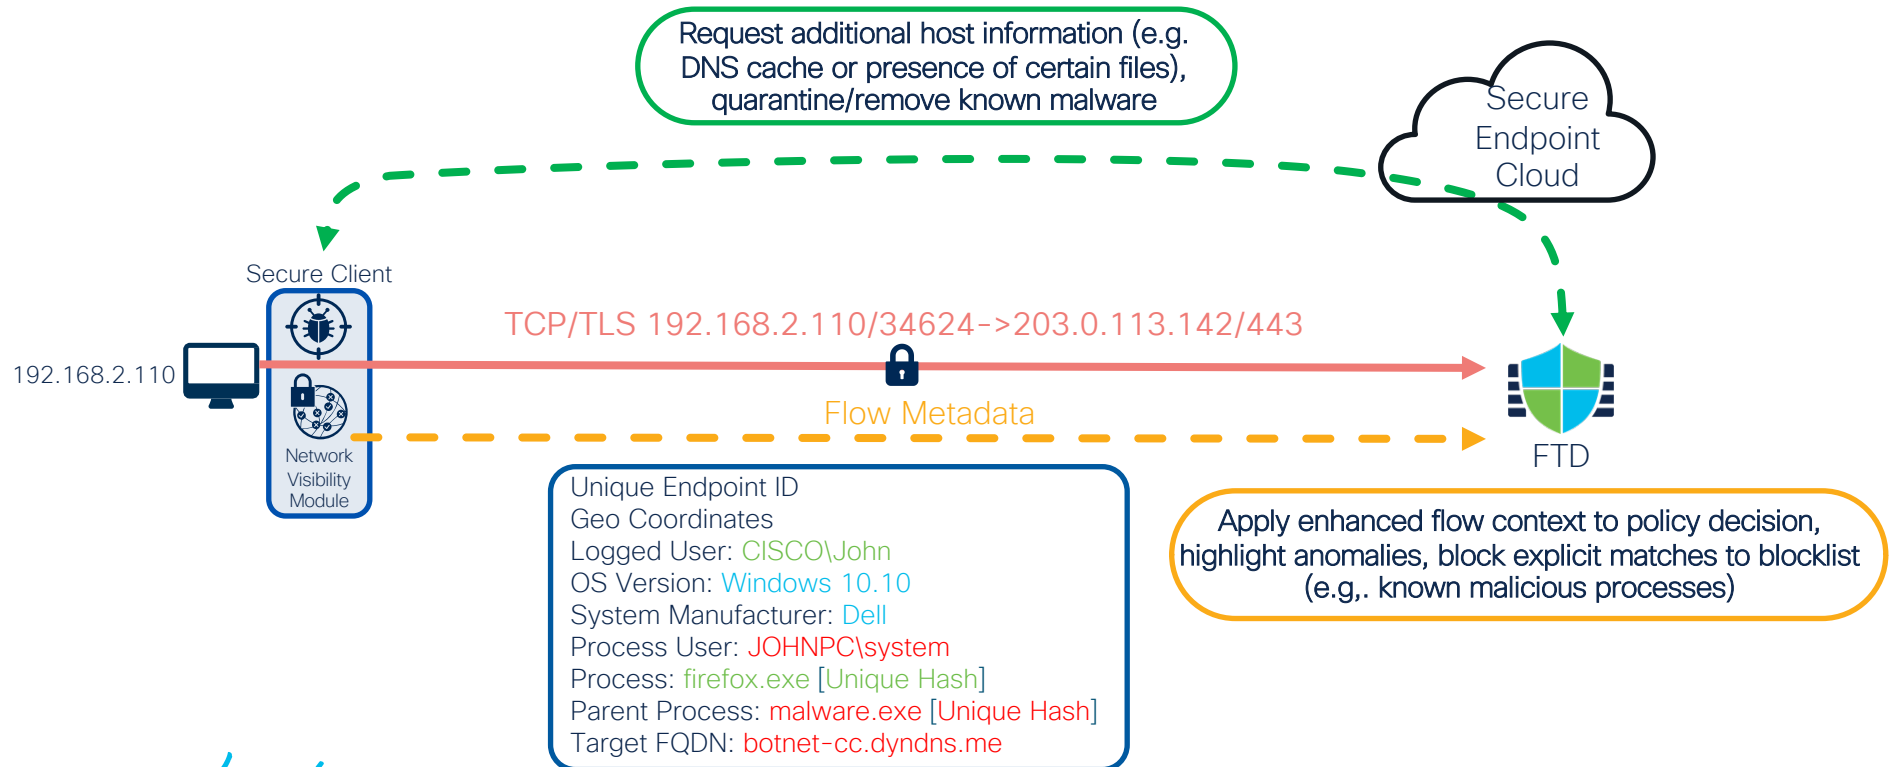 Request additional host information (e.g.
DNS cache or presence of certain files),
quarantine/remove known malware
Secure
Endpoint
Cloud
Secure Client
TCP/TLS 192.168.2.110/34624->203.0.113.142/443
192.168.2.110
Flow Metadata
Network
Visibility
Module
FTD
Unique Endpoint ID
Geo Coordinates
Logged User: CISCO\John
OS Version: Windows 10.10
System Manufacturer: Dell
Process User: JOHNPC\system
Process: firefox.exe [Unique Hash]
Parent Process: malware.exe [Unique Hash]
Target FQDN: botnet-cc.dyndns.me
Apply enhanced flow context to policy decision,
highlight anomalies, block explicit matches to blocklist
(e.g,. known malicious processes)